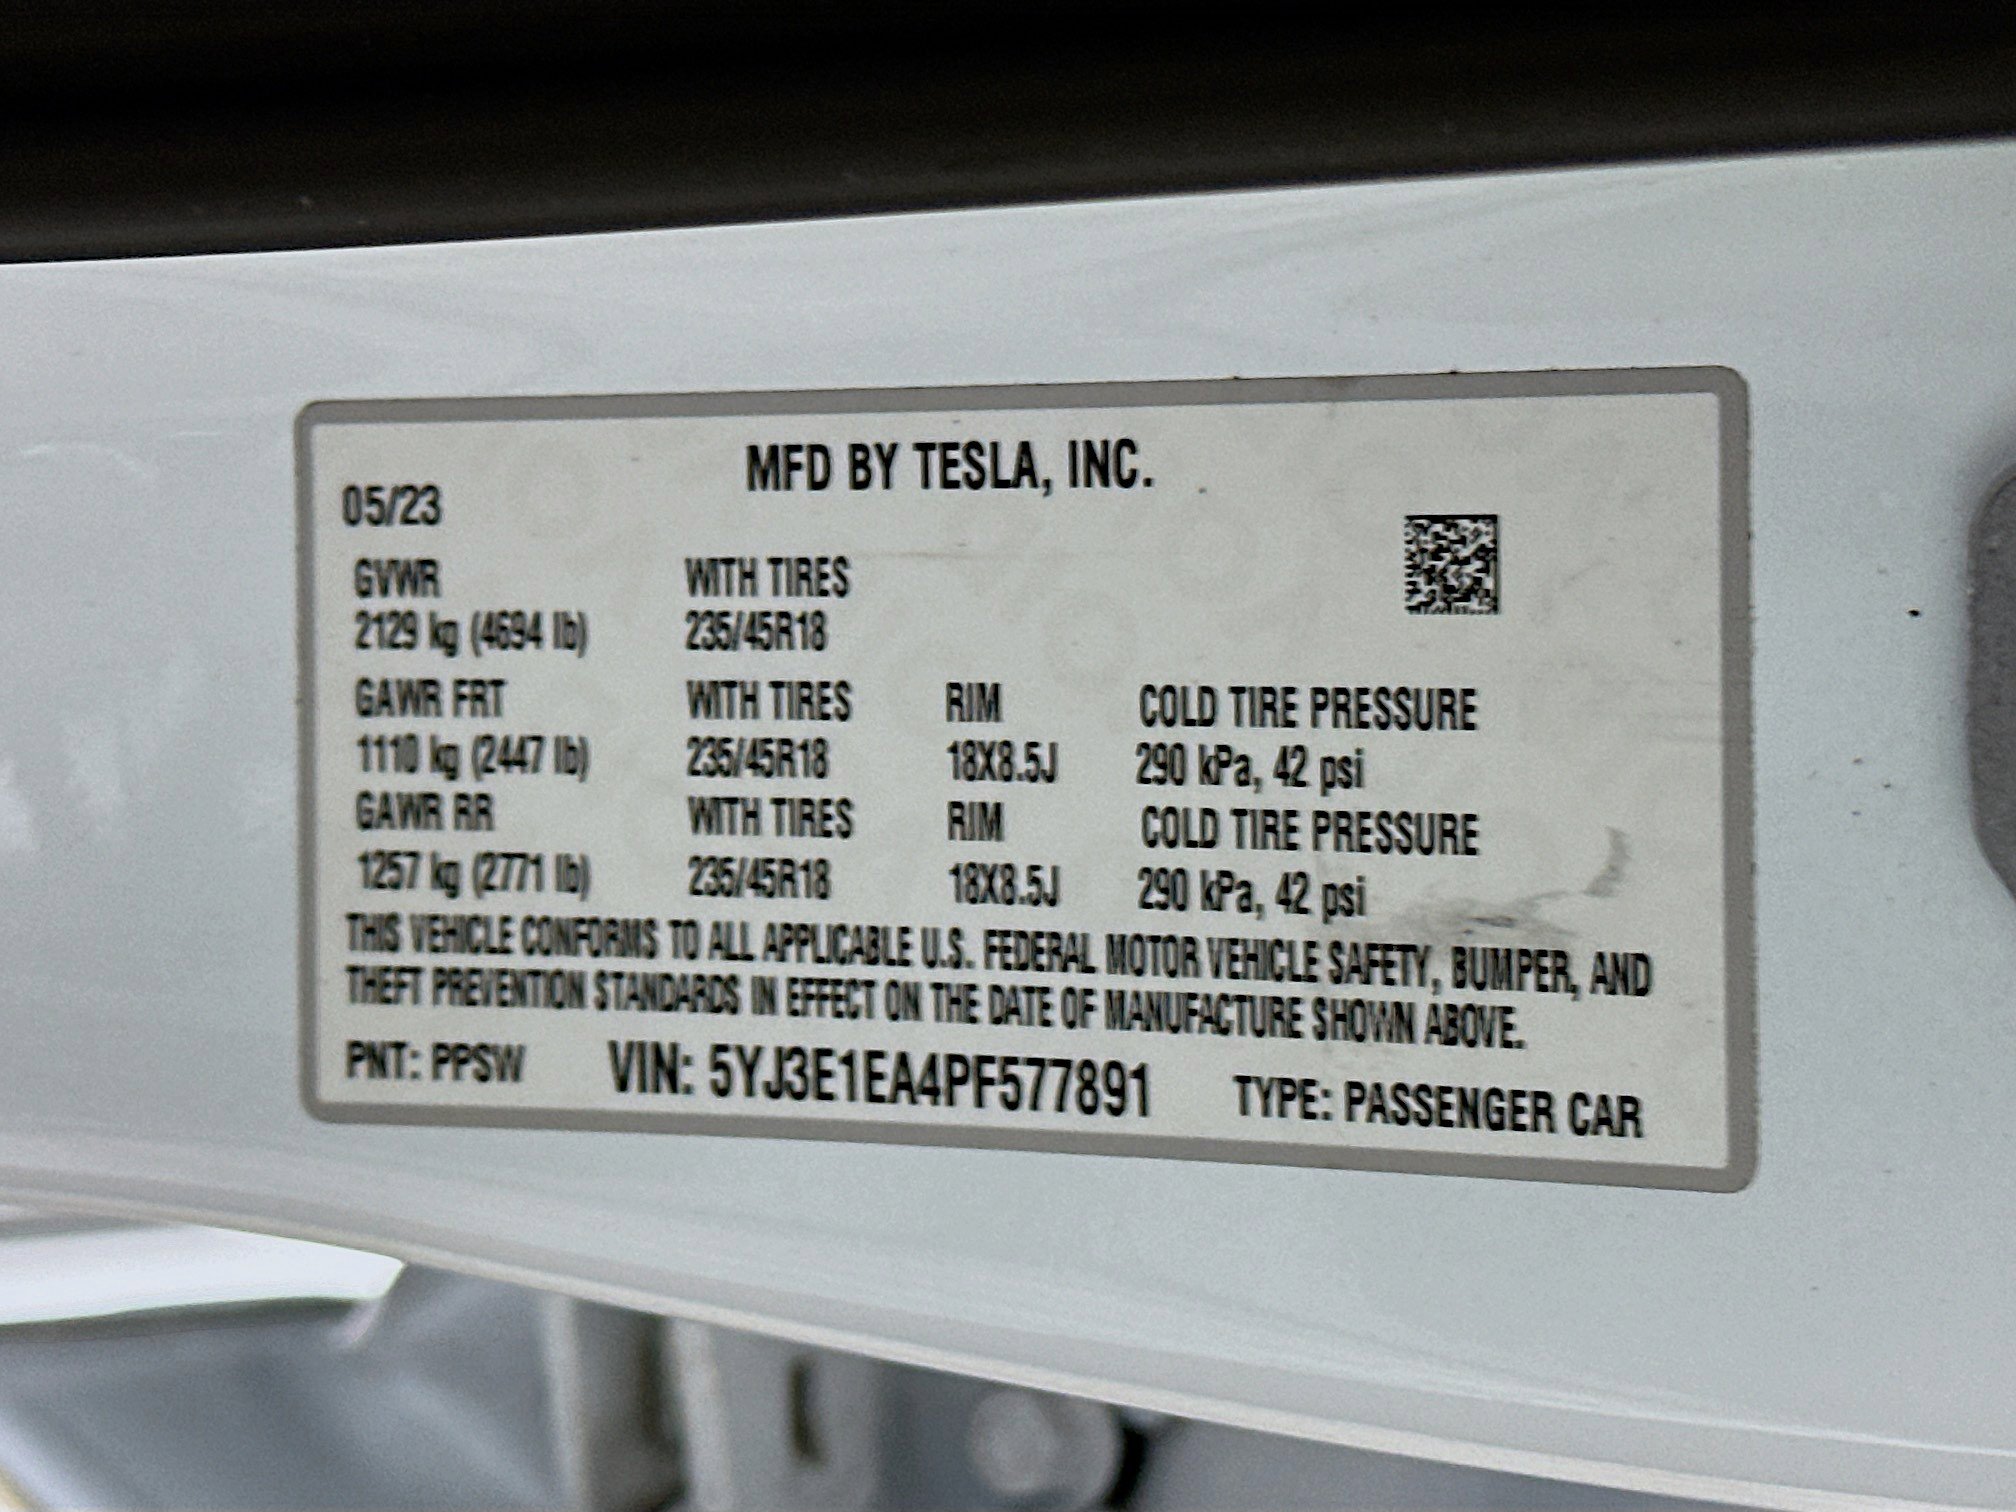 MFD BY TESLA, INC.
05/23
GVWR WITH TIRES
2129 kg (4694 lb) 235/45R18
GAWR FRT WITH TIRES RIM COLD TIRE PRESSURE
1110 kg (2447 lb) 235/45R18 18X8.5J 290 kPa, 42 psi
GAWR RR WITH TIRES RIM COLD TIRE PRESSURE
1257 kg (2771 lb) 235/45R18 18X8.5J 290 kPa, 42 psi
THIS VEHICLE CONFORMS TO ALL APPLICABLE U.S. FEDERAL MOTOR VEHICLE SAFETY, BUMPER, AND
THEFT PREVENTION STANDARDS IN EFFECT ON THE DATE OF MANUFACTURE SHOWN ABOVE.
PNT: PPSW VIN: 5YJ3E1EA4PF577891 TYPE: PASSENGER CAR